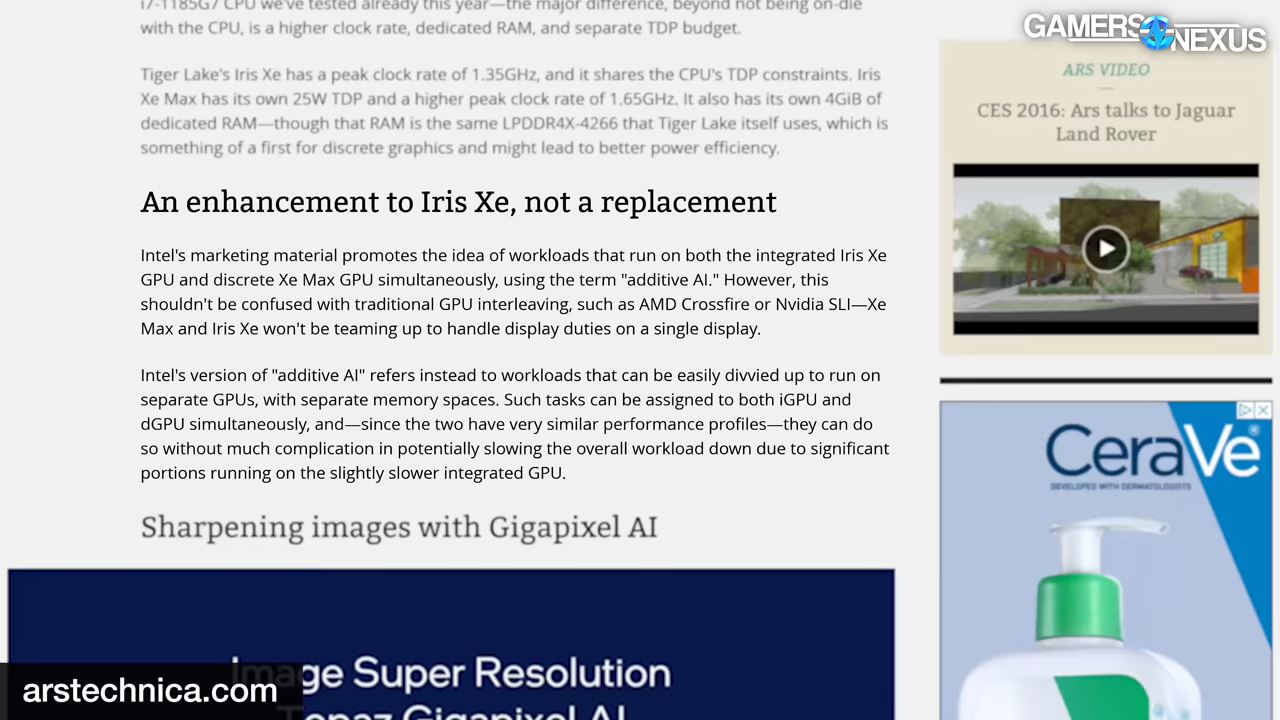 i7-1185G7 CPU we've tested already this year—the major difference, beyond not being on-die
with the CPU, is a higher clock rate, dedicated RAM, and separate TDP budget.
Tiger Lake's Iris Xe has a peak clock rate of 1.35GHz, and it shares the CPU's TDP constraints. Iris
Xe Max has its own 25W TDP and a higher peak clock rate of 1.65GHz. It also has its own 4GiB of
dedicated RAM—though that RAM is the same LPDDR4X-4266 that Tiger Lake itself uses, which is
something of a first for discrete graphics and might lead to better power efficiency.
An enhancement to Iris Xe, not a replacement
Intel's marketing material promotes the idea of workloads that run on both the integrated Iris Xe
GPU and discrete Xe Max GPU simultaneously, using the term "additive AI." However, this
shouldn't be confused with traditional GPU interleaving, such as AMD Crossfire or Nvidia SLI—Xe
Max and Iris Xe won't be teaming up to handle display duties on a single display.
Intel's version of "additive AI" refers instead to workloads that can be easily divvied up to run on
separate GPUs, with separate memory spaces. Such tasks can be assigned to both iGPU and
dGPU simultaneously, and—since the two have very similar performance profiles—they can do
so without much complication in potentially slowing the overall workload down due to significant
portions running on the slightly slower integrated GPU.
Sharpening images with Gigapixel AI
Image Super Resolution
Topaz Gigapixel AI
arstechnica.com
GAMERS NEXUS
ARS VIDEO
CES 2016: Ars talks to Jaguar
Land Rover
CeraVe®
DEVELOPED WITH DERMATOLOGISTS